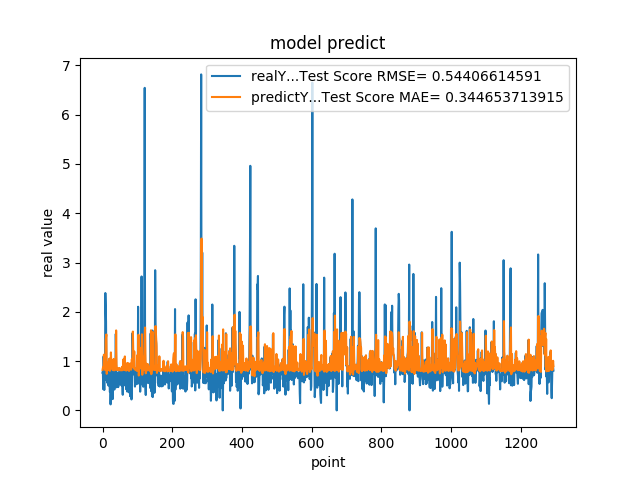 model predict
realY...Test Score RMSE= 0.54406614591
predictY...Test Score MAE= 0.344653713915
7
6
5
4
3
2
1
0
real value
0 200 400 600 800 1000 1200
point